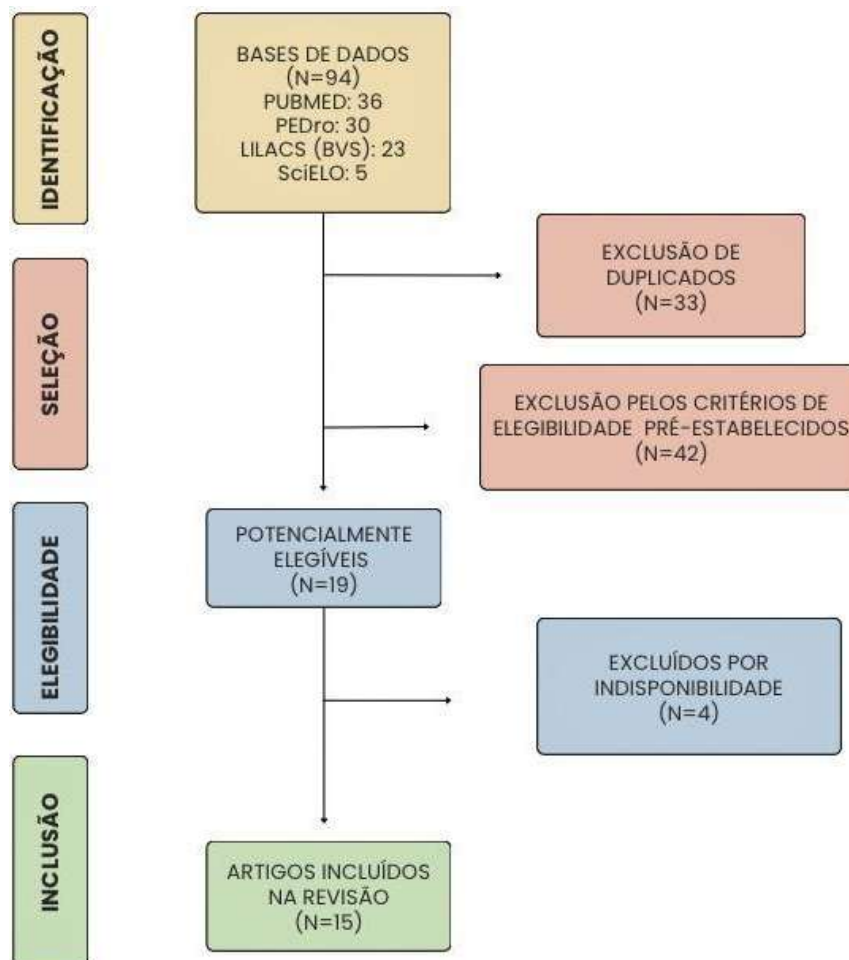 IDENTIFICAÇÃO
BASES DE DADOS
(N=94)
PUBMED: 36
PEDro: 30
LILACS (BVS): 23
SciELO: 5
SELEÇÃO
EXCLUSÃO DE
DUPLICADOS
(N=33)
EXCLUSÃO PELOS CRITÉRIOS DE
ELEGIBILIDADE PRÉ-ESTABELECIDOS
(N=42)
ELEGIBILIDADE
POTENCIALMENTE
ELEGÍVEIS
(N=19)
EXCLUÍDOS POR
INDISPONIBILIDADE
(N=4)
INCLUSÃO
ARTIGOS INCLUÍDOS
NA REVISÃO
(N=15)